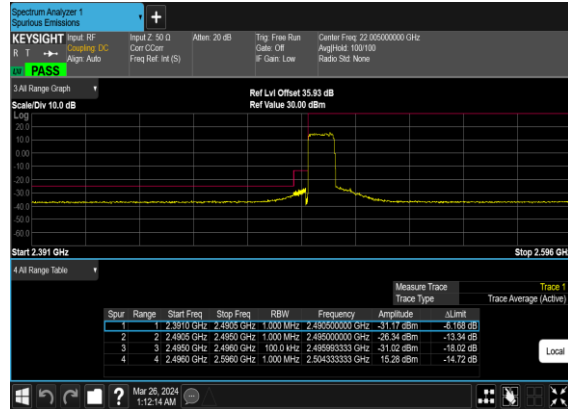 Spectrum Analyzer 1
Spurious Emissions
KEYSIGHT Input: RF Input Z: 50 Ω Atten: 20 dB Trig: Free Run Center Freq: 22.005000000 GHz
R T Coupling: DC Corr CCorr Gate: Off Avg|Hold: 100/100
Align: Auto Freq Ref: Int (S) IF Gain: Low Radio Std: None
PASS
3 All Range Graph
Ref Lvl Offset 35.93 dB
Scale/Div 10.0 dB Ref Value 30.00 dBm
Log
20.0
10.0
0.00
-10.0
-20.0
-30.0
-40.0
-50.0
-60.0
Start 2.391 GHz Stop 2.596 GHz
4 All Range Table
Measure Trace Trace 1
Trace Type Trace Average (Active)
Spur Range Start Freq Stop Freq RBW Frequency Amplitude ΔLimit
1 1 2.3910 GHz 2.4905 GHz 1.000 MHz 2.490500000 GHz -31.17 dBm -6.168 dB
2 2 2.4905 GHz 2.4950 GHz 1.000 MHz 2.495000000 GHz -26.34 dBm -13.34 dB
3 3 2.4950 GHz 2.4960 GHz 100.0 kHz 2.495993333 GHz -31.02 dBm -18.02 dB
4 4 2.4960 GHz 2.5960 GHz 1.000 MHz 2.504333333 GHz 15.28 dBm -14.72 dB
Local
Mar 26, 2024
1:12:14 AM